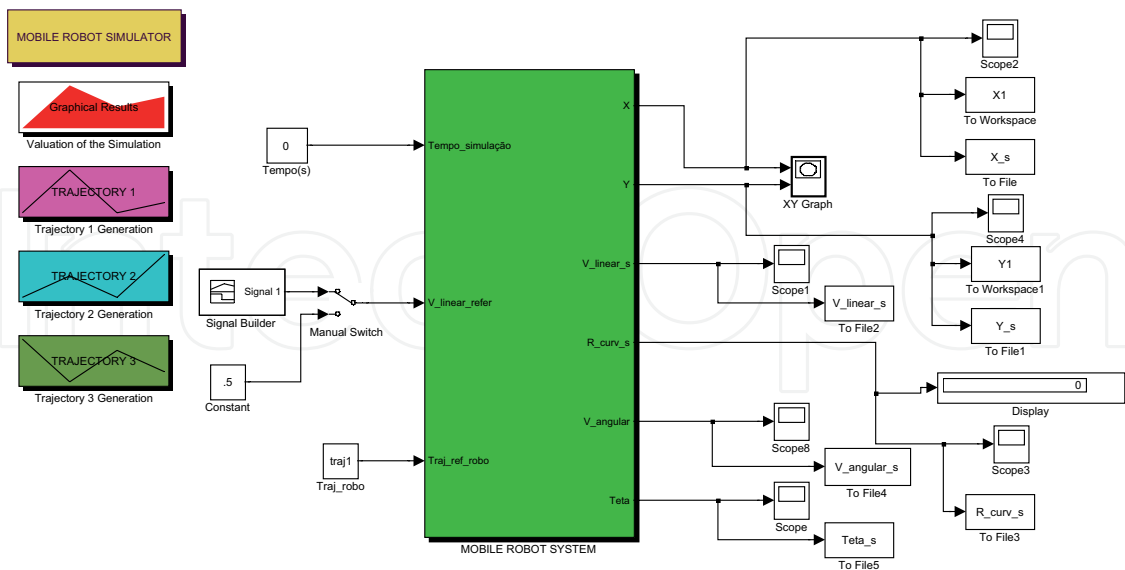 MOBILE ROBOT SIMULATOR
Graphical Results
Valuation of the Simulation
TRAJECTORY 1
Trajectory 1 Generation
TRAJECTORY 2
Trajectory 2 Generation
TRAJECTORY 3
Trajectory 3 Generation
0
Tempo(s)
Signal 1
Signal Builder
Manual Switch
.5
Constant
traj1
Traj_robo
Tempo_simulação
V_linear_refer
Traj_ref_robo
X
Y
V_linear_s
R_curv_s
V_angular
Teta
MOBILE ROBOT SYSTEM
XY Graph
Scope2
X1
To Workspace
X_s
To File
Scope4
Y1
To Workspace1
Y_s
To File1
Scope1
V_linear_s
To File2
0
Display
Scope3
R_curv_s
To File3
Scope8
V_angular_s
To File4
Scope
Teta_s
To File5
IntechOpen